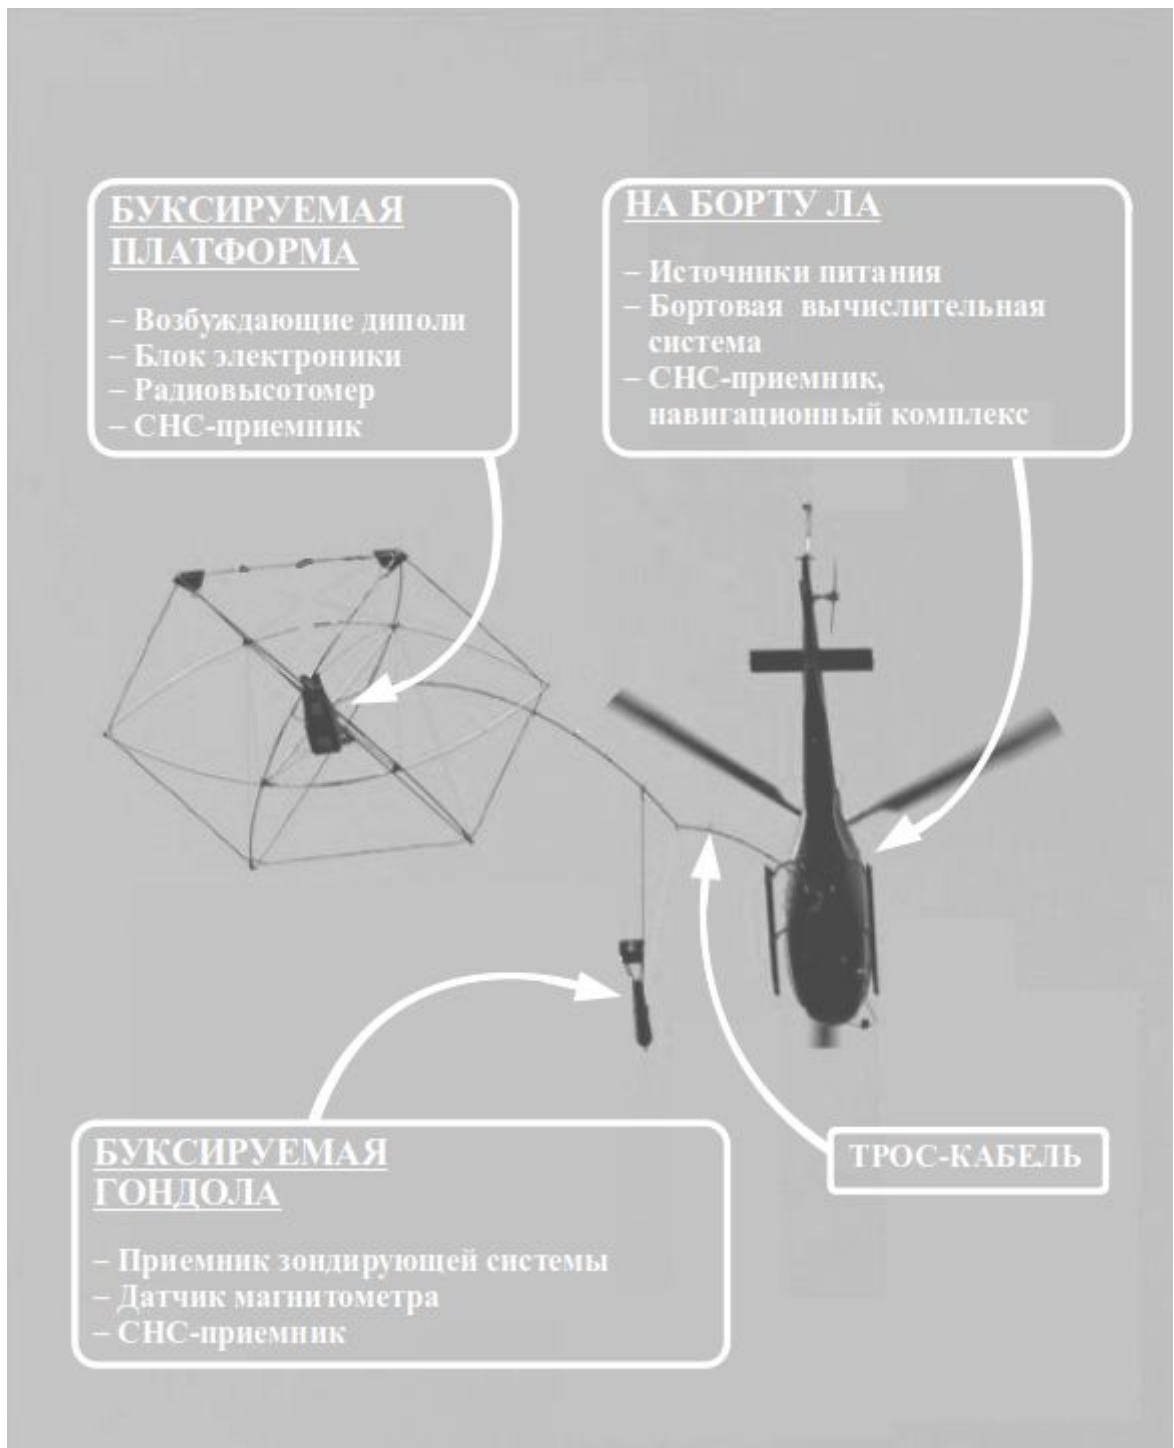 БУКСИРУЕМАЯ
ПЛАТФОРМА
– Возбуждающие диполи
– Блок электроники
– Радиовысотомер
– СНС-приемник
НА БОРТУ ЛА
– Источники питания
– Бортовая вычислительная
система
– СНС-приемник,
навигационный комплекс
БУКСИРУЕМАЯ
ГОНДОЛА
– Приемник зондирующей системы
– Датчик магнитометра
– СНС-приемник
ТРОС-КАБЕЛЬ